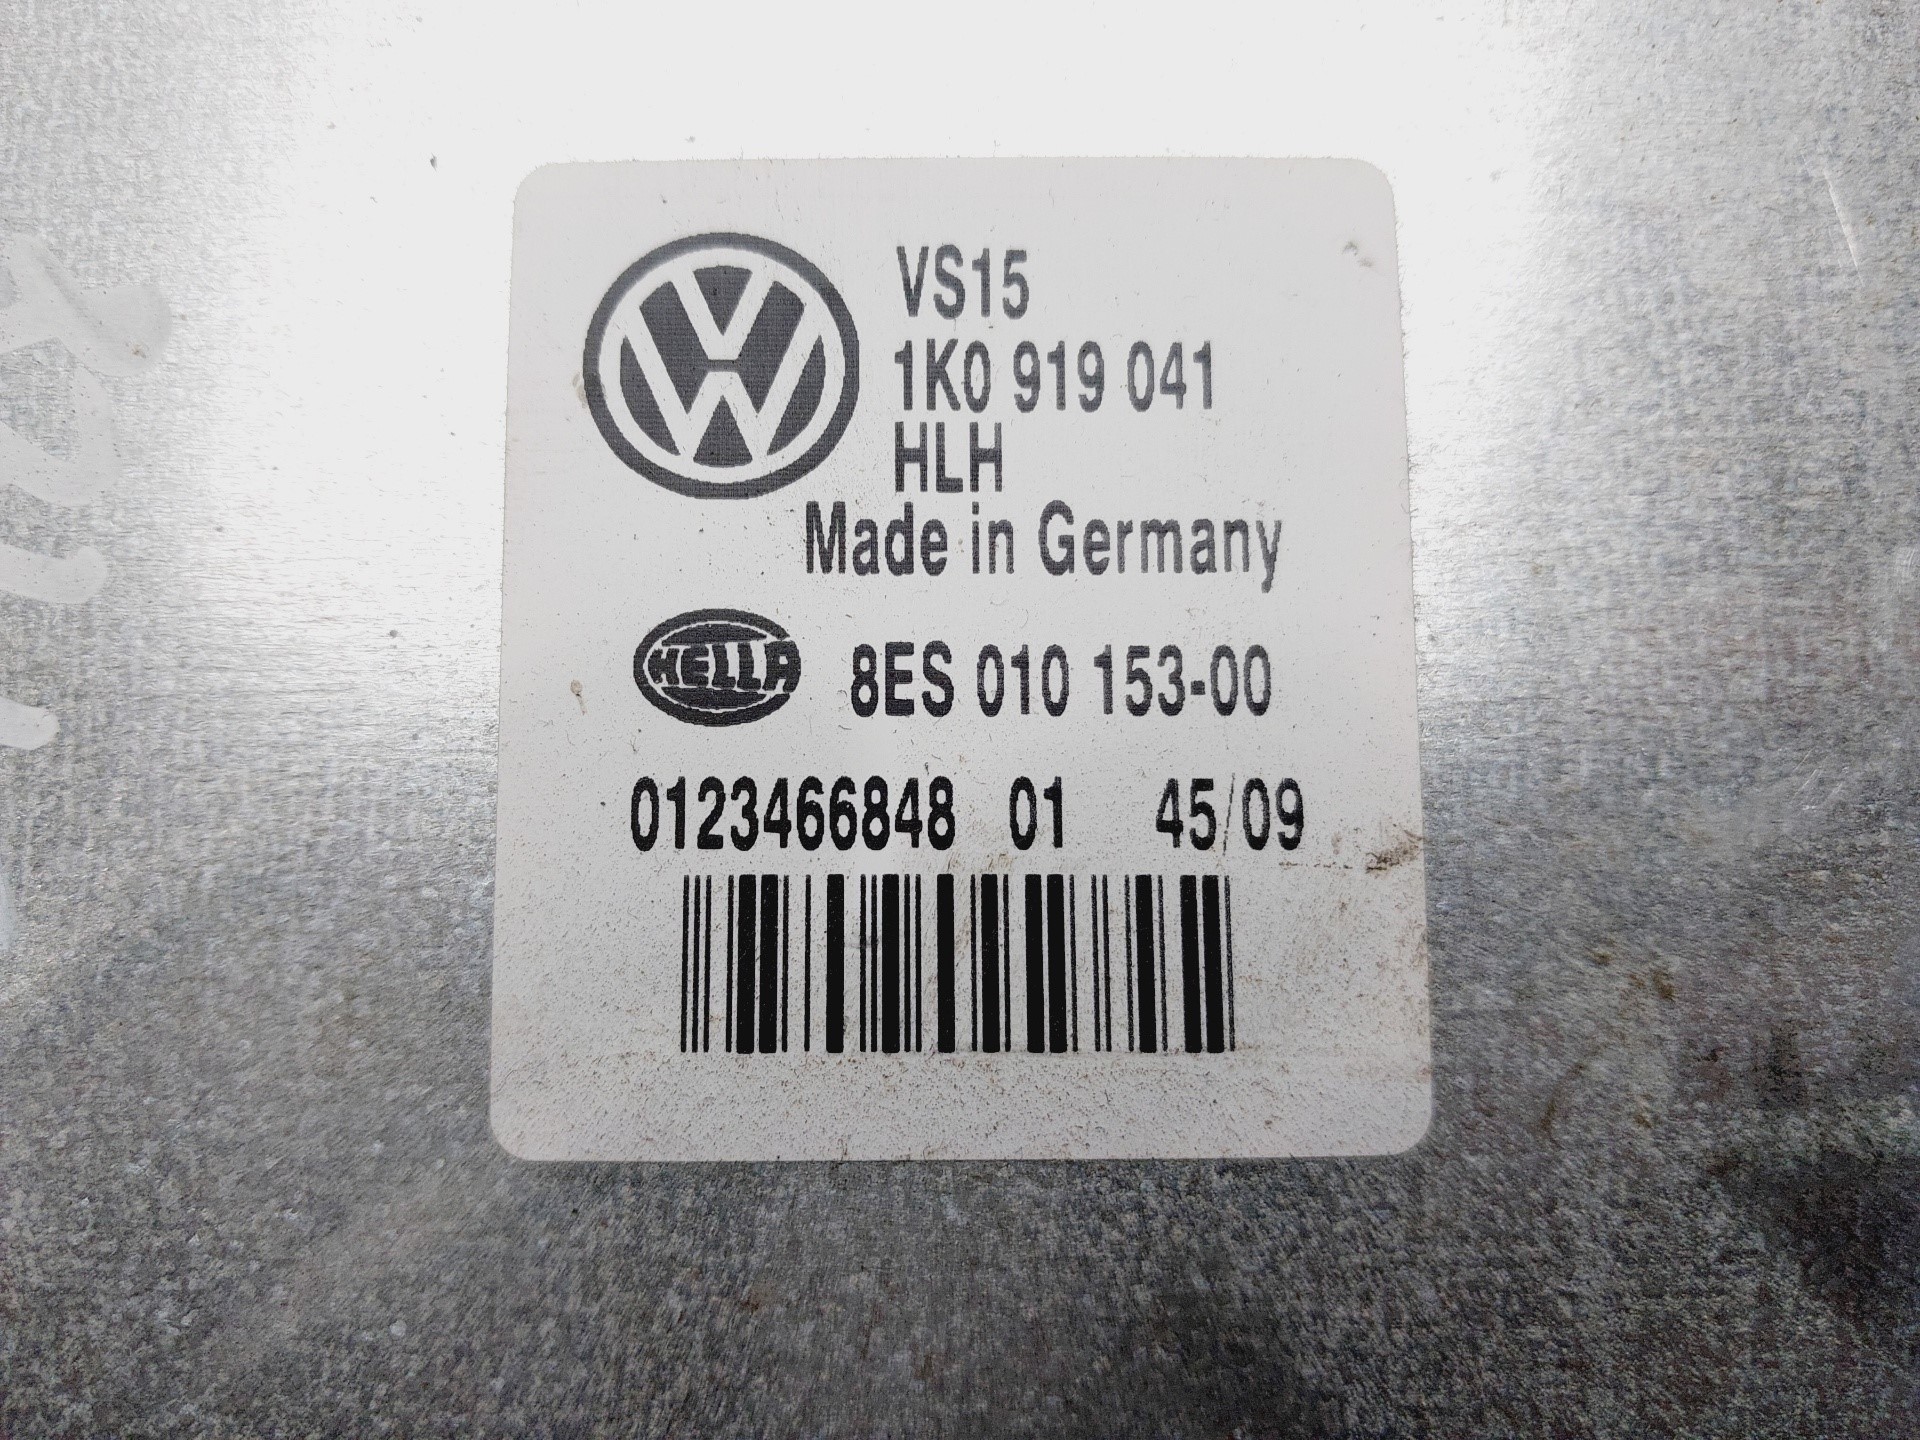 VS15
1K0 919 041
HLH
Made in Germany
HELLA 8ES 010 153-00
0123466848 01 45/09